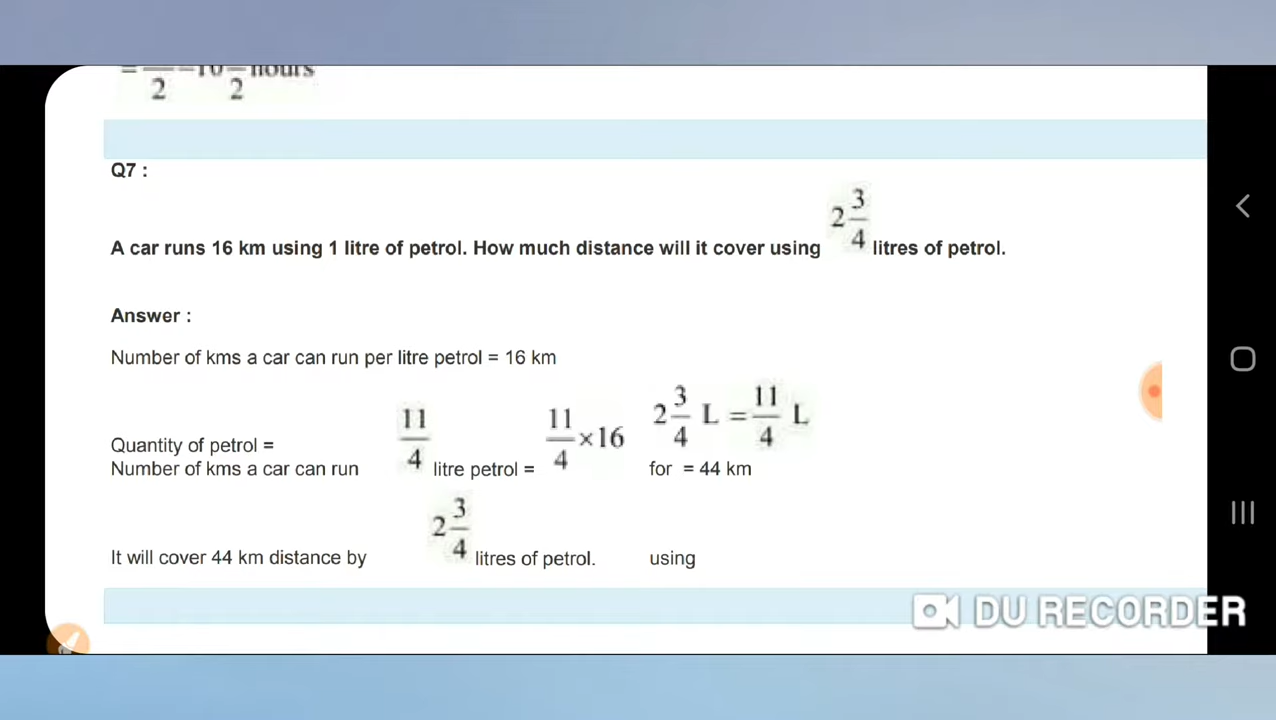 = — = 10 — hours
2 2
Q7 :
A car runs 16 km using 1 litre of petrol. How much distance will it cover using 2 3/4 litres of petrol.
Answer :
Number of kms a car can run per litre petrol = 16 km
Quantity of petrol = 2 3/4 L = 11/4 L
Number of kms a car can run 11/4 litre petrol = 11/4 ×16 for = 44 km
It will cover 44 km distance by 2 3/4 litres of petrol. using
DU RECORDER